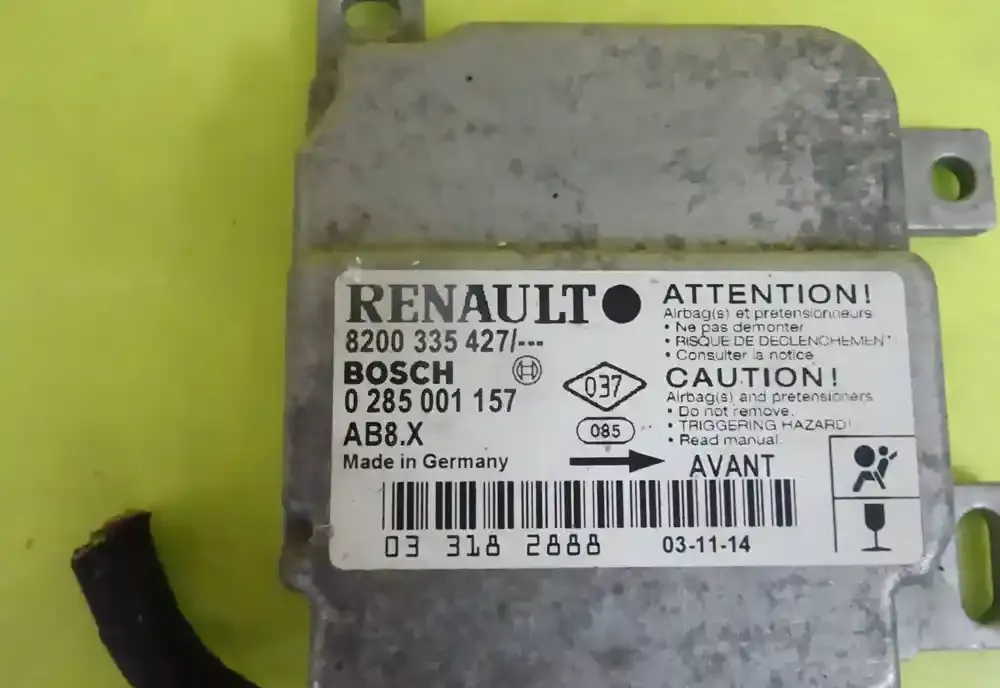 RENAULT
8200 335 427/---
BOSCH
0 285 001 157
AB8.X
Made in Germany
037
085
ATTENTION!
Airbag(s) et pretensionneurs
• Ne pas demonter
• RISQUE DE DECLENCHEMENT
• Consulter la notice
CAUTION!
Airbag(s) and pretensioners
• Do not remove.
• TRIGGERING HAZARD!
• Read manual.
AVANT
03 318 2888
03-11-14